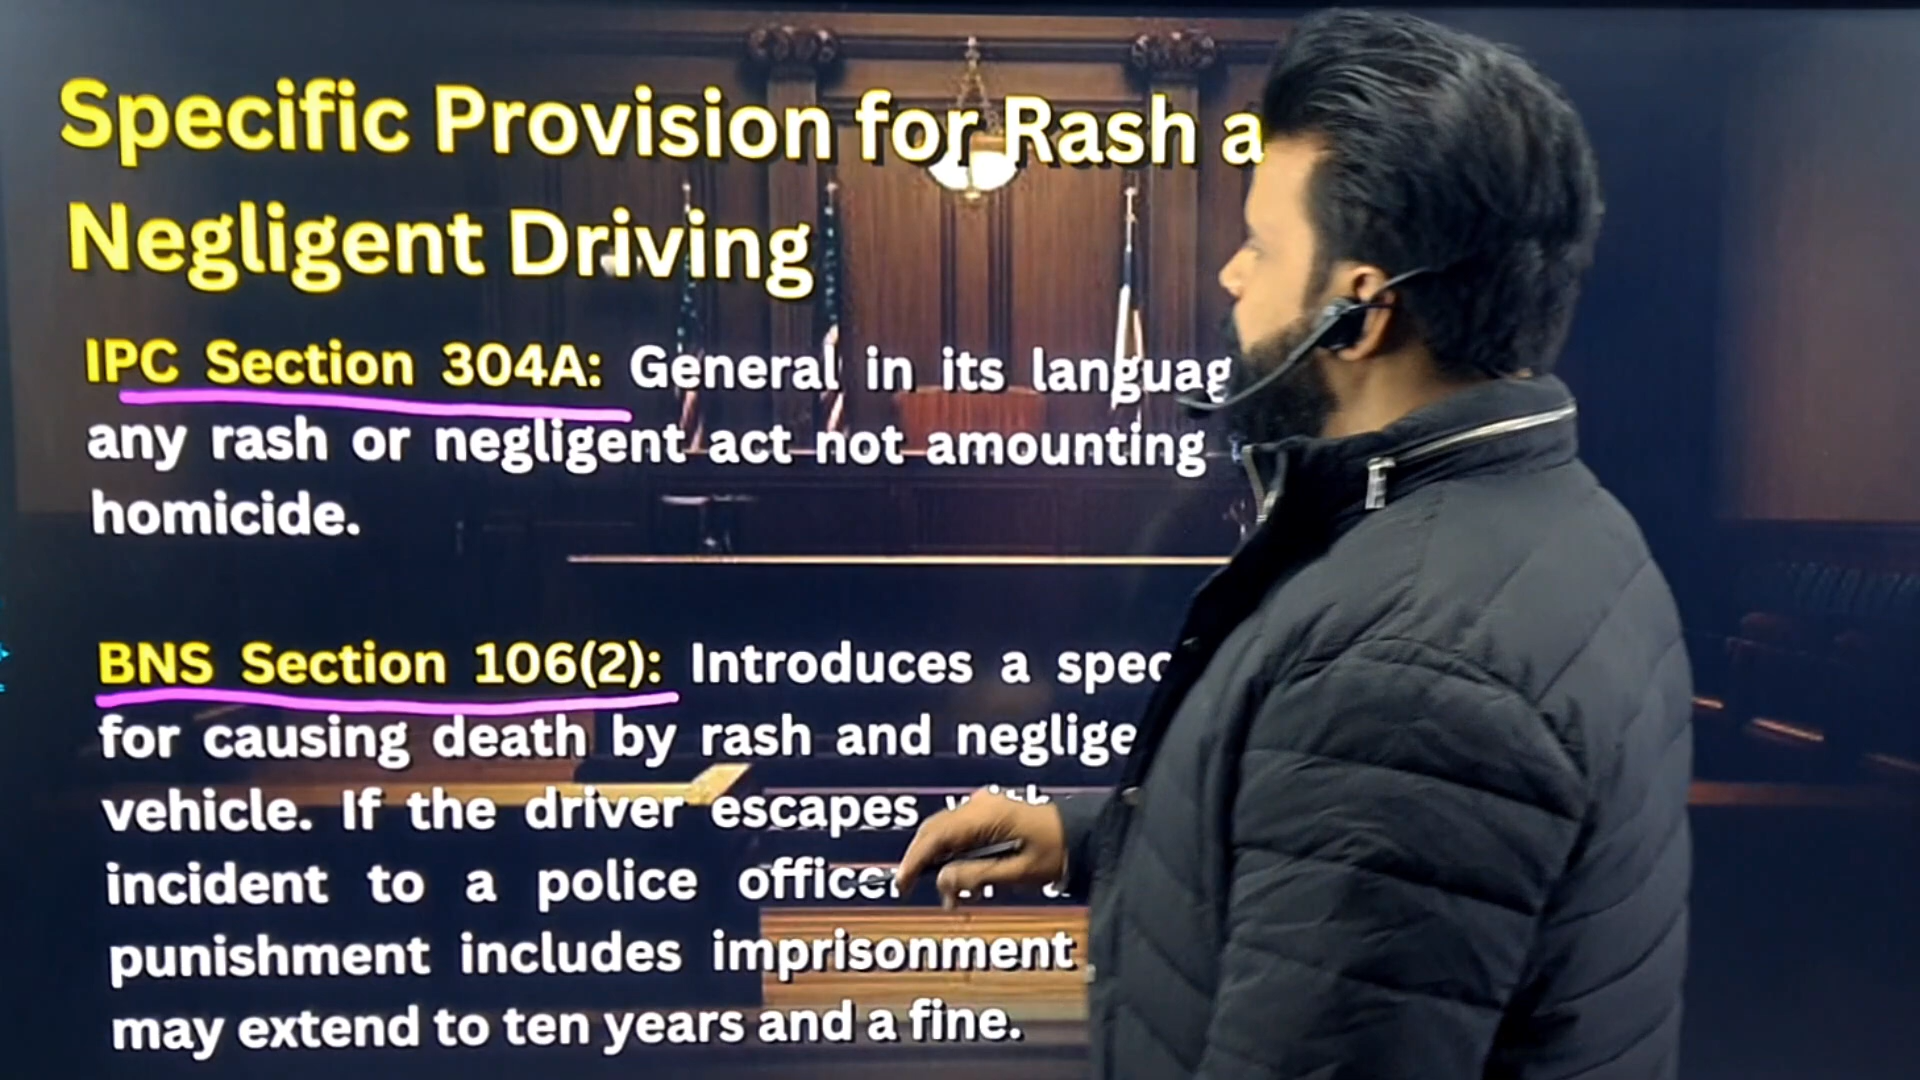 Specific Provision for Rash a
Negligent Driving
IPC Section 304A: General in its languag
any rash or negligent act not amounting
homicide.
BNS Section 106(2): Introduces a spec
for causing death by rash and neglige
vehicle. If the driver escapes
incident to a police officer
punishment includes imprisonment
may extend to ten years and a fine.